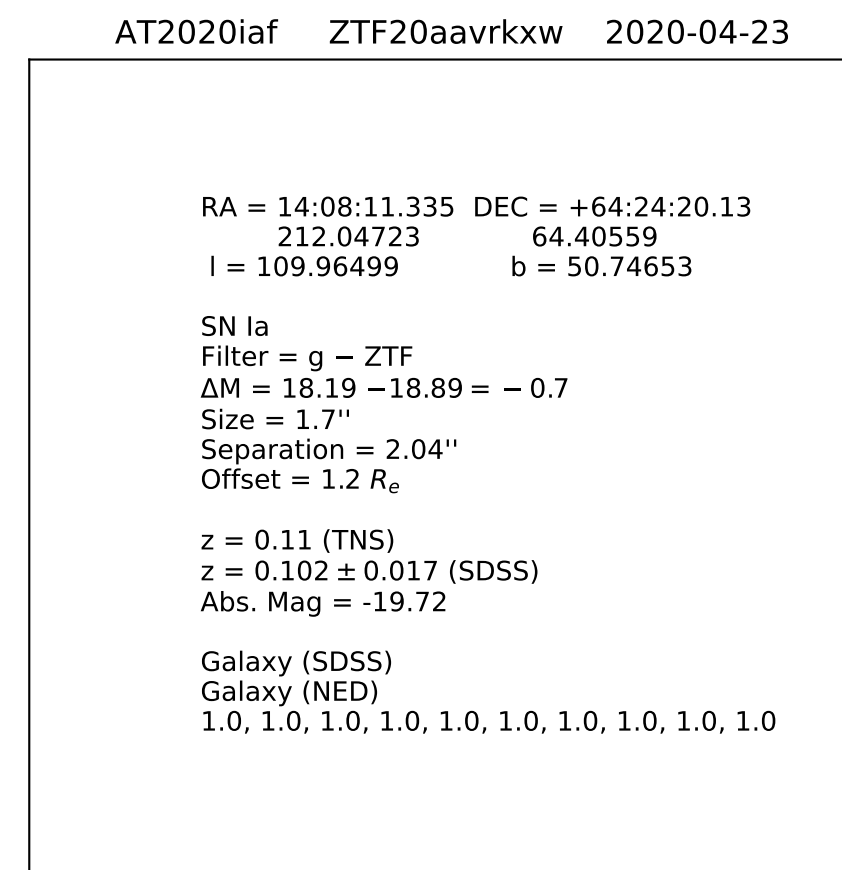 AT2020iaf ZTF20aavrkxw 2020-04-23
RA = 14:08:11.335 DEC = +64:24:20.13
212.04723 64.40559
l = 109.96499 b = 50.74653
SN Ia
Filter = g − ZTF
ΔM = 18.19 −18.89 = − 0.7
Size = 1.7''
Separation = 2.04''
Offset = 1.2 Rₑ
z = 0.11 (TNS)
z = 0.102 ± 0.017 (SDSS)
Abs. Mag = -19.72
Galaxy (SDSS)
Galaxy (NED)
1.0, 1.0, 1.0, 1.0, 1.0, 1.0, 1.0, 1.0, 1.0, 1.0